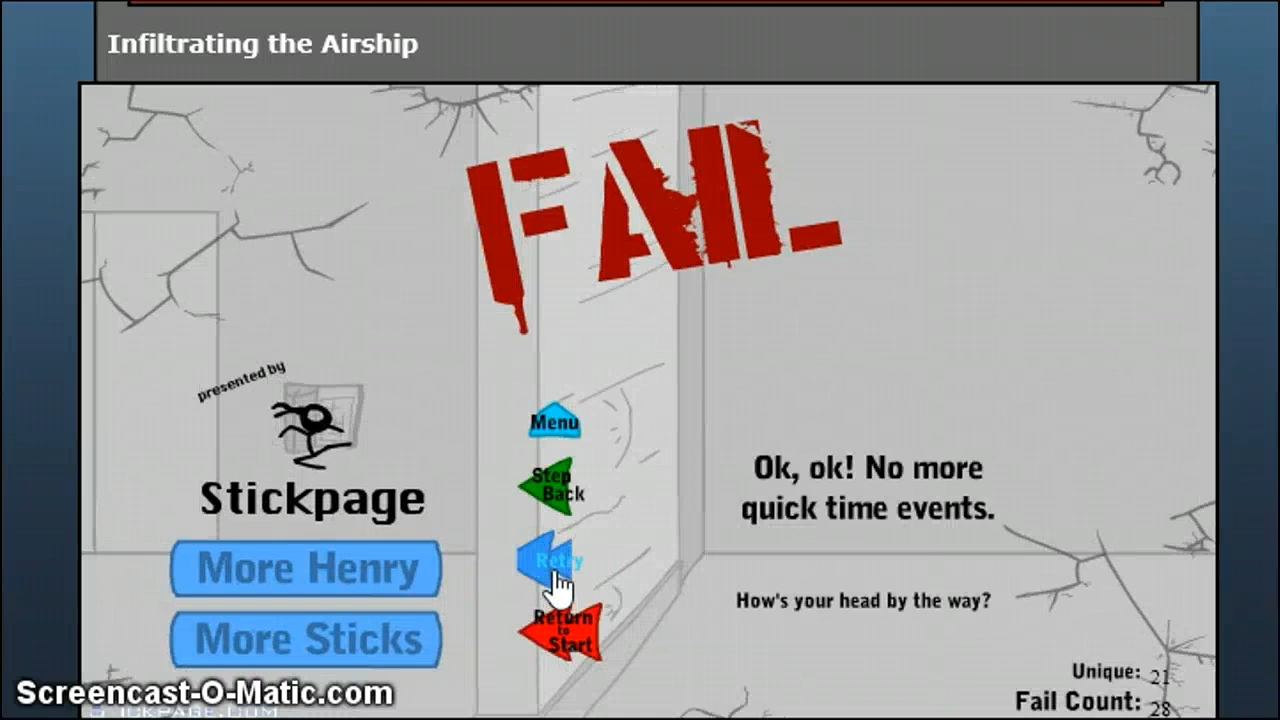 Infiltrating the Airship
FAIL
presented by
Stickpage
More Henry
More Sticks
Menu
Step
Back
Retry
Return
to
Start
Ok, ok! No more
quick time events.
How's your head by the way?
Unique: 21
Fail Count: 28
Screencast-O-Matic.com